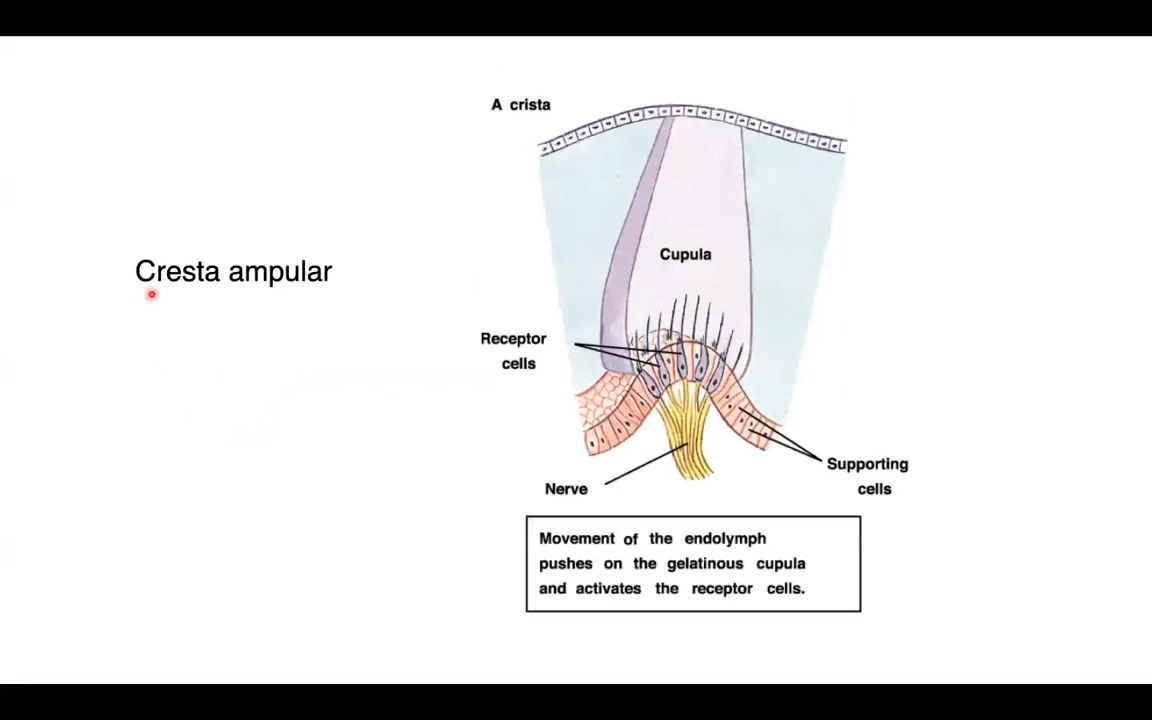 A crista
Cresta ampular
Cupula
Receptor
cells
Supporting
cells
Nerve
Movement of the endolymph
pushes on the gelatinous cupula
and activates the receptor cells.